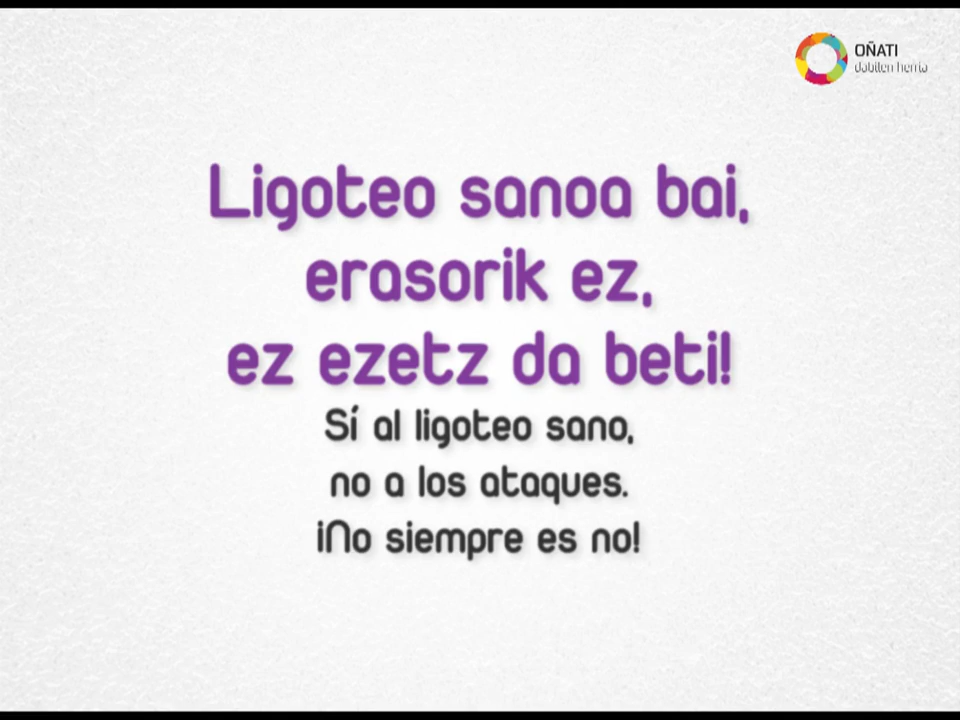 OÑATI
dabilen herria
Ligoteo sanoa bai,
erasorik ez,
ez ezetz da beti!
Sí al ligoteo sano,
no a los ataques.
¡No siempre es no!